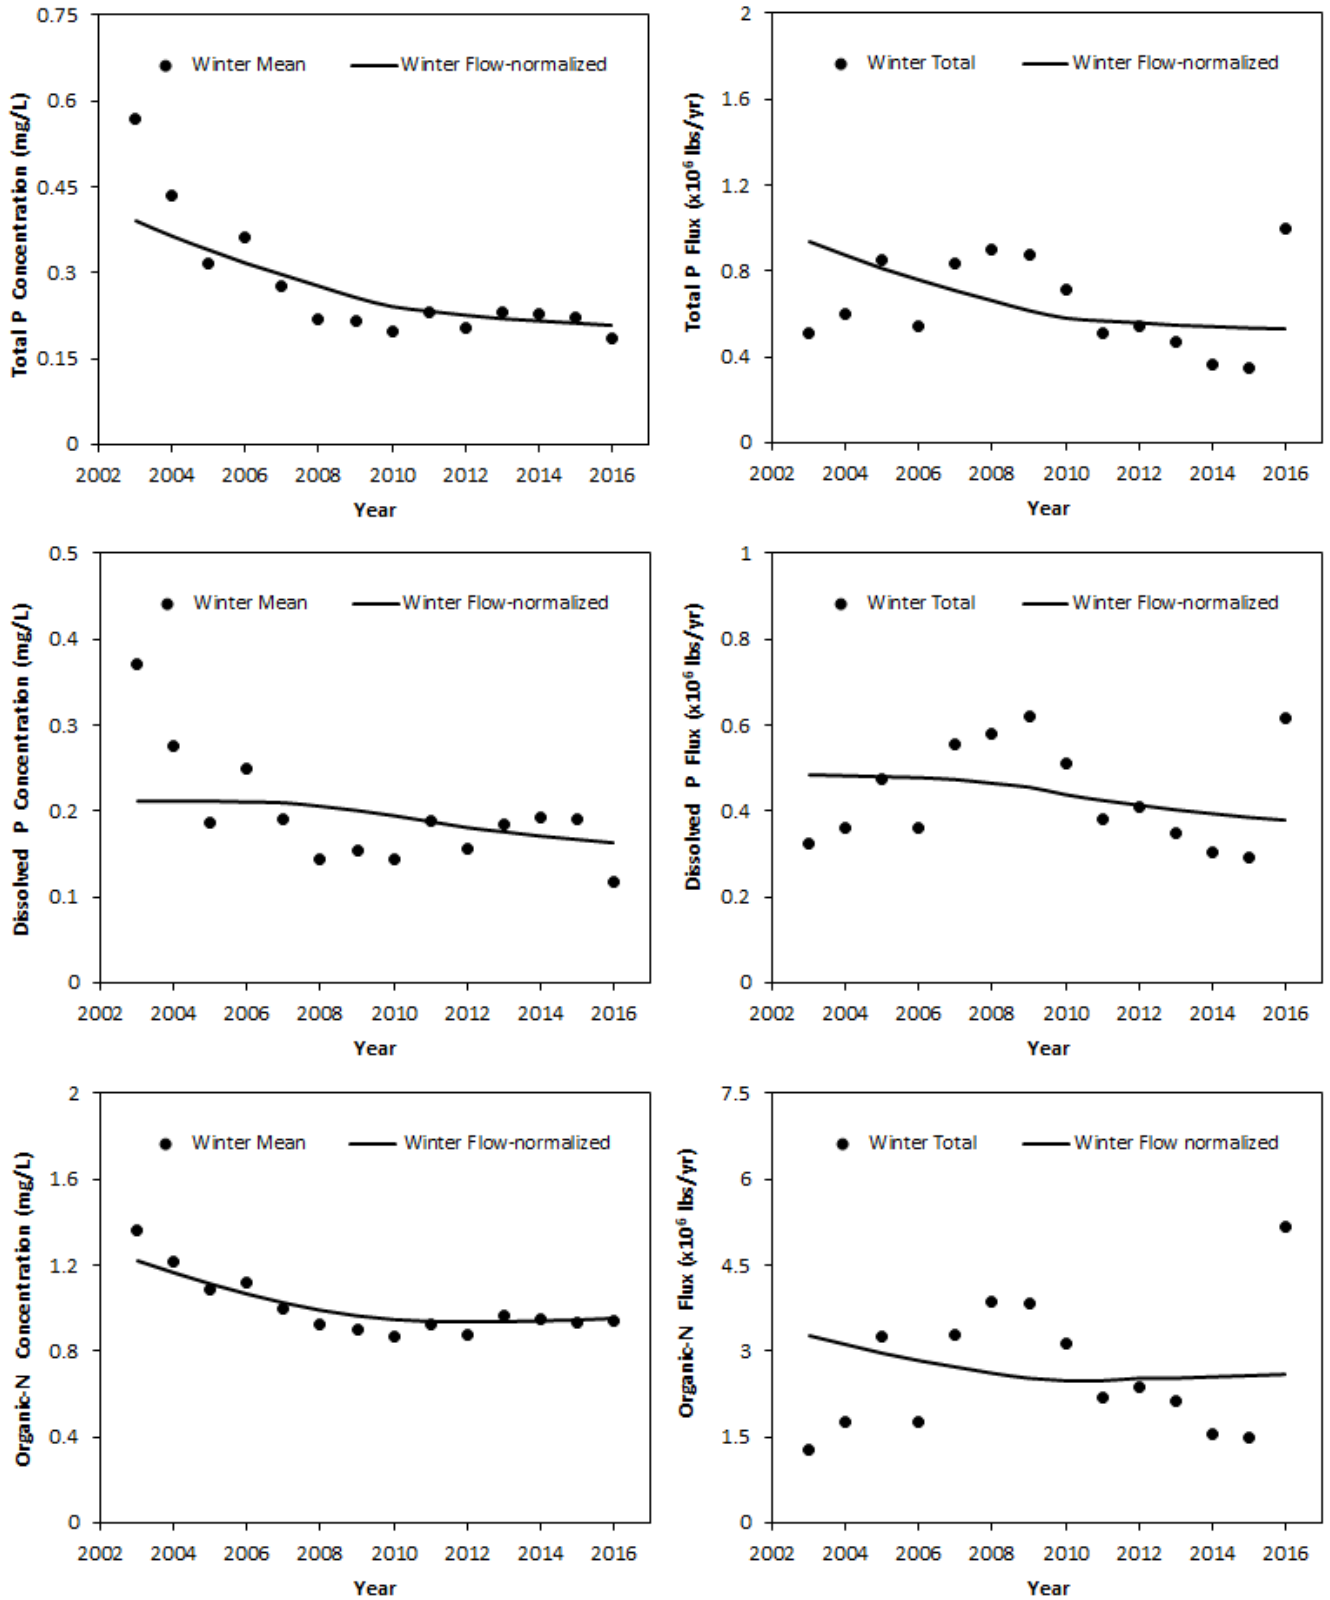 Total P Concentration (mg/L)
0.75
0.6
0.45
0.3
0.15
0
Winter Mean
Winter Flow-normalized
2002 2004 2006 2008 2010 2012 2014 2016
Year
Total P Flux (x10⁶ lbs/yr)
2
1.6
1.2
0.8
0.4
0
Winter Total
Winter Flow-normalized
2002 2004 2006 2008 2010 2012 2014 2016
Year
Dissolved P Concentration (mg/L)
0.5
0.4
0.3
0.2
0.1
0
Winter Mean
Winter Flow-normalized
2002 2004 2006 2008 2010 2012 2014 2016
Year
Dissolved P Flux (x10⁶ lbs/yr)
1
0.8
0.6
0.4
0.2
0
Winter Total
Winter Flow-normalized
2002 2004 2006 2008 2010 2012 2014 2016
Year
Organic-N Concentration (mg/L)
2
1.6
1.2
0.8
0.4
0
Winter Mean
Winter Flow-normalized
2002 2004 2006 2008 2010 2012 2014 2016
Year
Organic-N Flux (x10⁶ lbs/yr)
7.5
6
4.5
3
1.5
0
Winter Total
Winter Flow normalized
2002 2004 2006 2008 2010 2012 2014 2016
Year